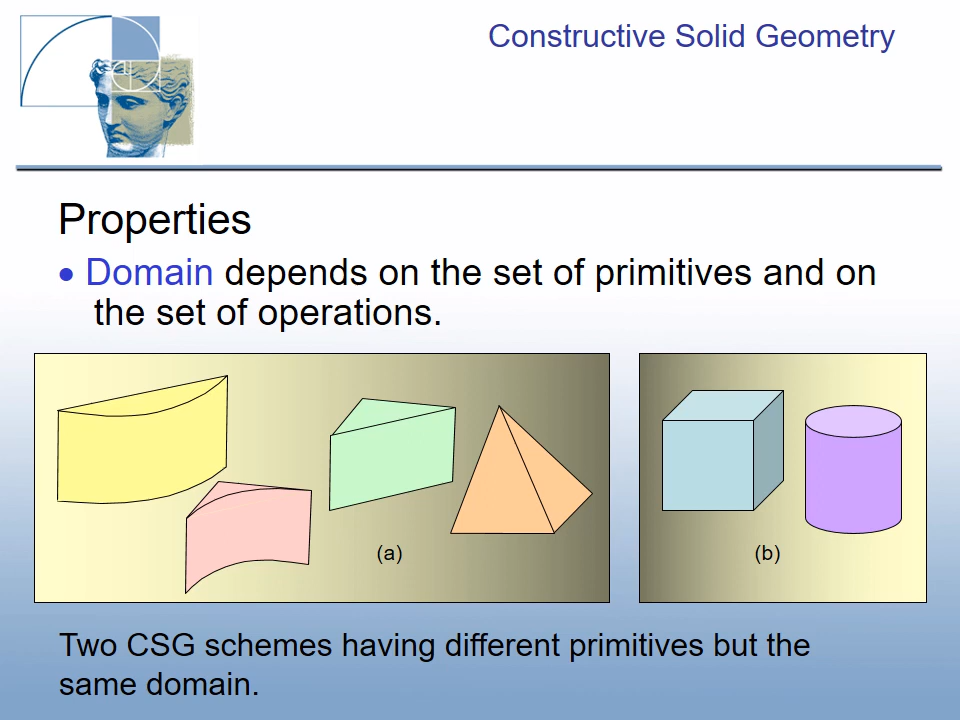 Constructive Solid Geometry
Properties
• Domain depends on the set of primitives and on
the set of operations.
(a)
(b)
Two CSG schemes having different primitives but the
same domain.